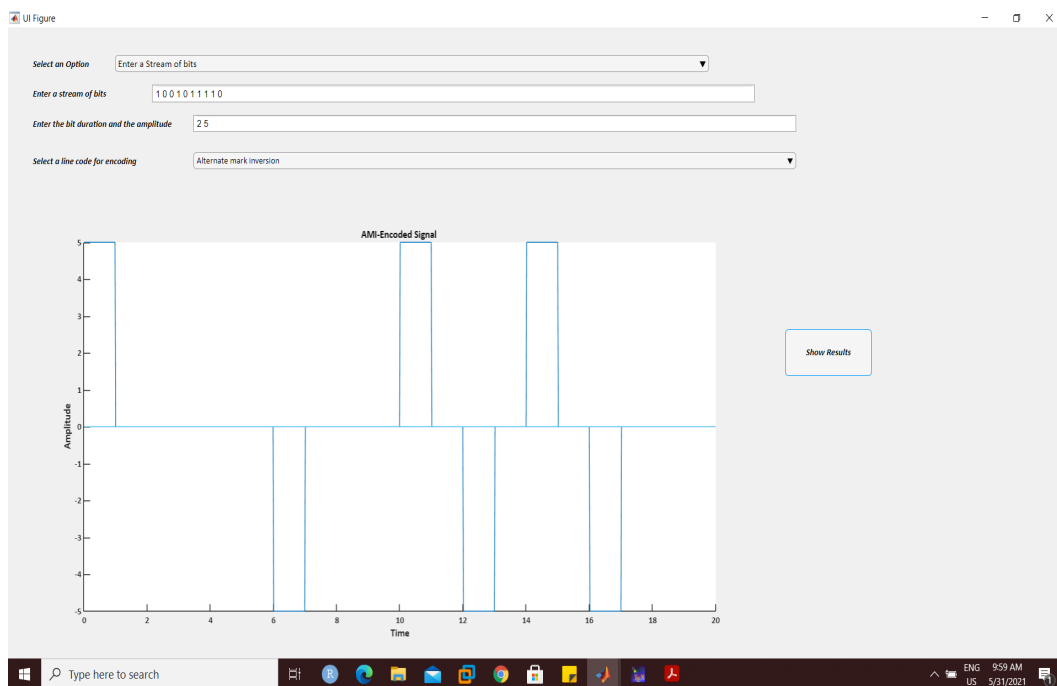 UI Figure
Select an Option Enter a Stream of bits
Enter a stream of bits 1 0 0 1 0 1 1 1 1 0
Enter the bit duration and the amplitude 2 5
Select a line code for encoding Alternate mark inversion
AMI-Encoded Signal
5
4
3
2
1
0
-1
-2
-3
-4
-5
Amplitude
0 2 4 6 8 10 12 14 16 18 20
Time
Show Results
Type here to search
R
ENG 9:59 AM
US 5/31/2021
1